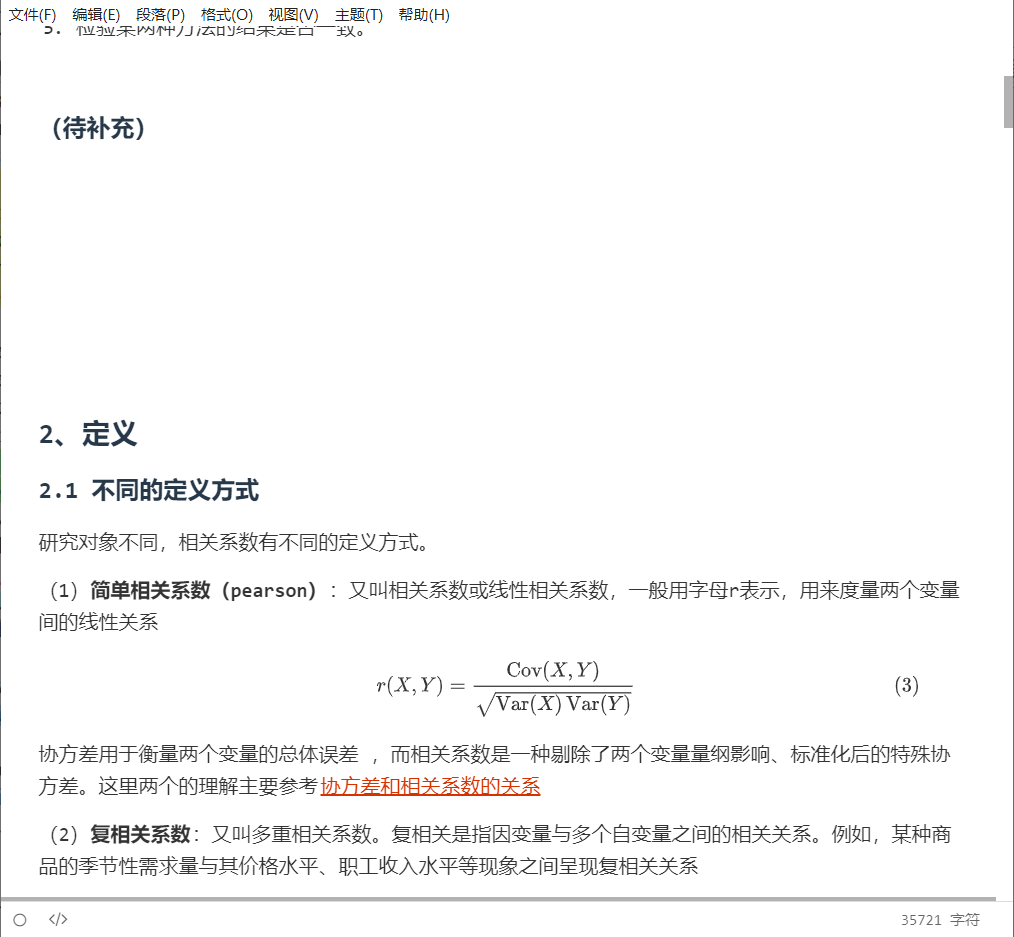 文件(F) 编辑(E) 段落(P) 格式(O) 视图(V) 主题(T) 帮助(H)
3. 检验某两种方法的结果是否一致。
（待补充）
2、定义
2.1 不同的定义方式
研究对象不同，相关系数有不同的定义方式。
（1）简单相关系数（pearson）：又叫相关系数或线性相关系数，一般用字母r表示，用来度量两个变量
间的线性关系
r(X, Y) = Cov(X, Y) / √(Var(X) Var(Y)) (3)
协方差用于衡量两个变量的总体误差 ，而相关系数是一种剔除了两个变量量纲影响、标准化后的特殊协
方差。这里两个的理解主要参考协方差和相关系数的关系
（2）复相关系数：又叫多重相关系数。复相关是指因变量与多个自变量之间的相关关系。例如，某种商
品的季节性需求量与其价格水平、职工收入水平等现象之间呈现复相关关系
</>
35721 字符